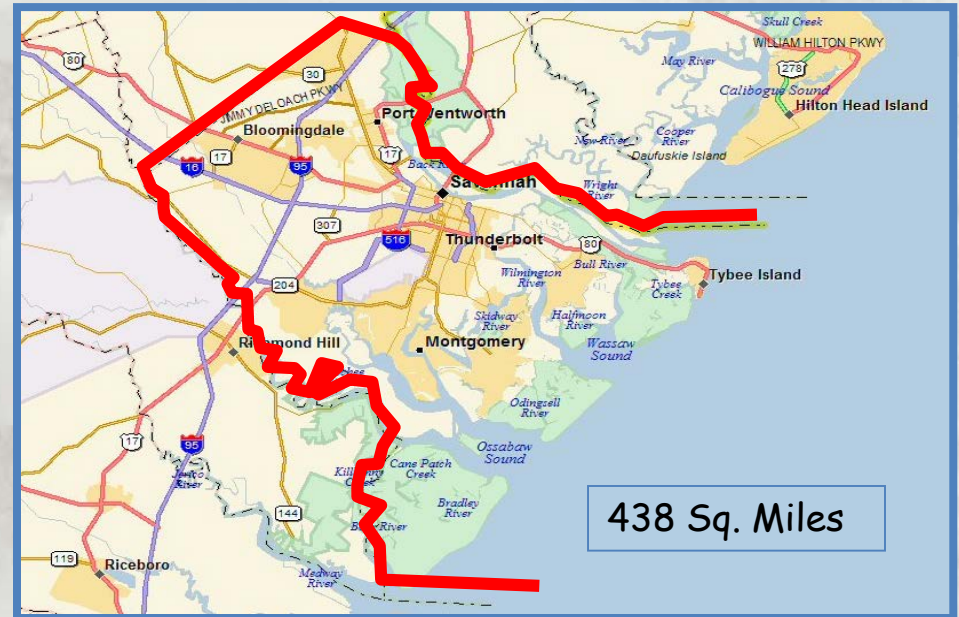 Skull Creek
WILLIAM HILTON PKWY
80
May River
278
30
Calibogue Sound
Hilton Head Island
JIMMY DELOACH PKWY
Port Wentworth
Bloomingdale
17
Cooper
River
New River
Daufuskie Island
16
17
95
Back
Savannah
Wright
River
307
516
Thunderbolt
80
Bull River
Wilmington
River
Tybee Island
Tybee
Creek
204
Skidway
River
Halfmoon
River
Richmond Hill
Montgomery
Wassaw
Sound
Odingsell
River
17
95
Ossabaw
Sound
Cane Patch
Creek
Creek
River
Bradley
River
144
River
438 Sq. Miles
119
Riceboro
Medway
River